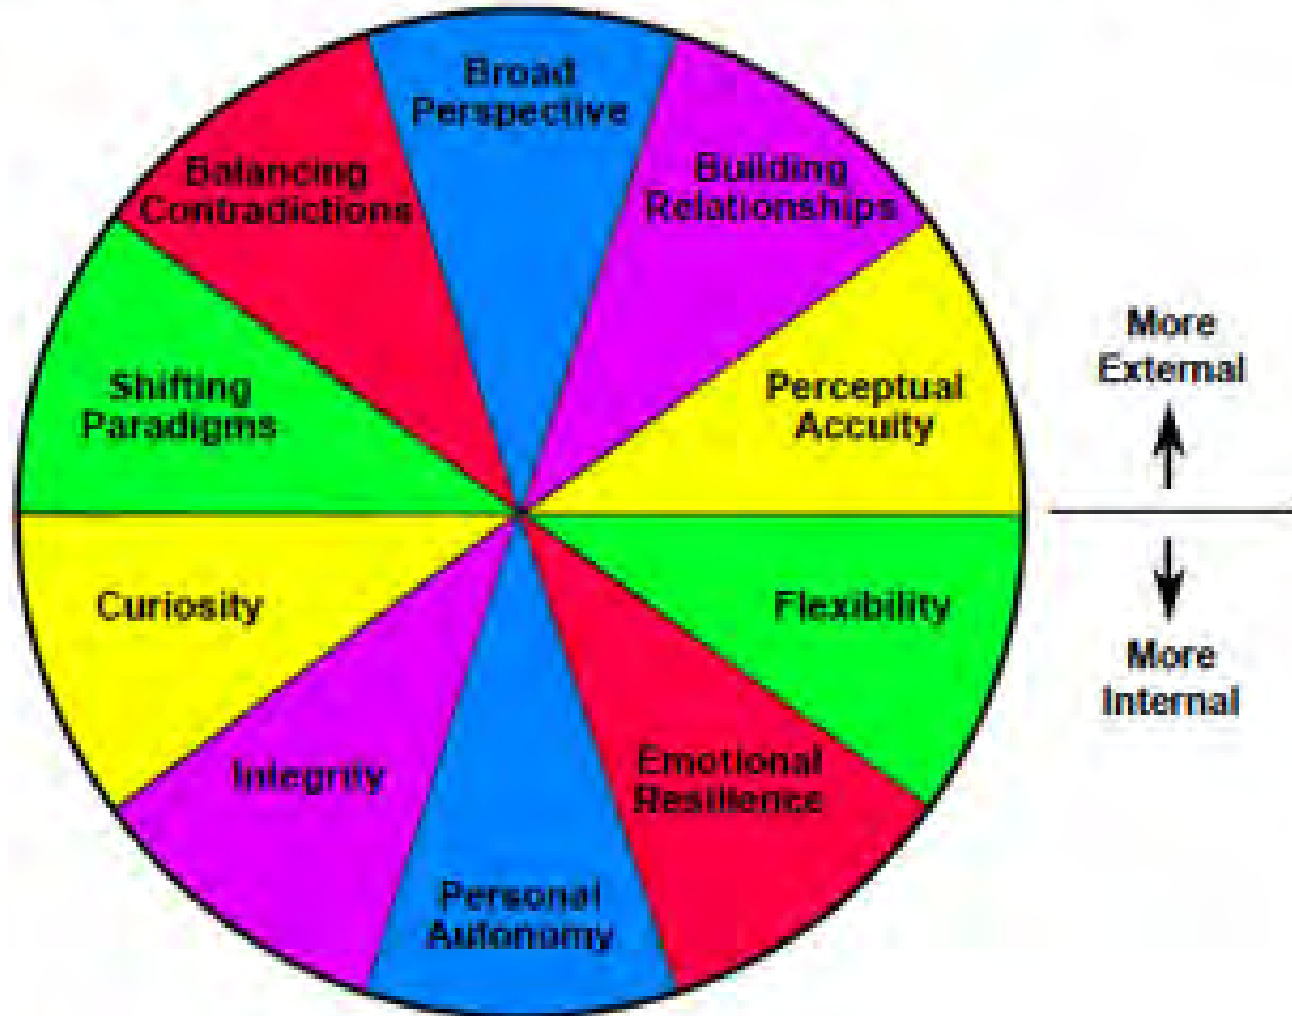 Broad
Perspective
Building
Relationships
Balancing
Contradictions
Perceptual
Accuity
Shifting
Paradigms
Curiosity
Flexibility
Integrity
Emotional
Resilience
Personal
Autonomy
More
External
More
Internal